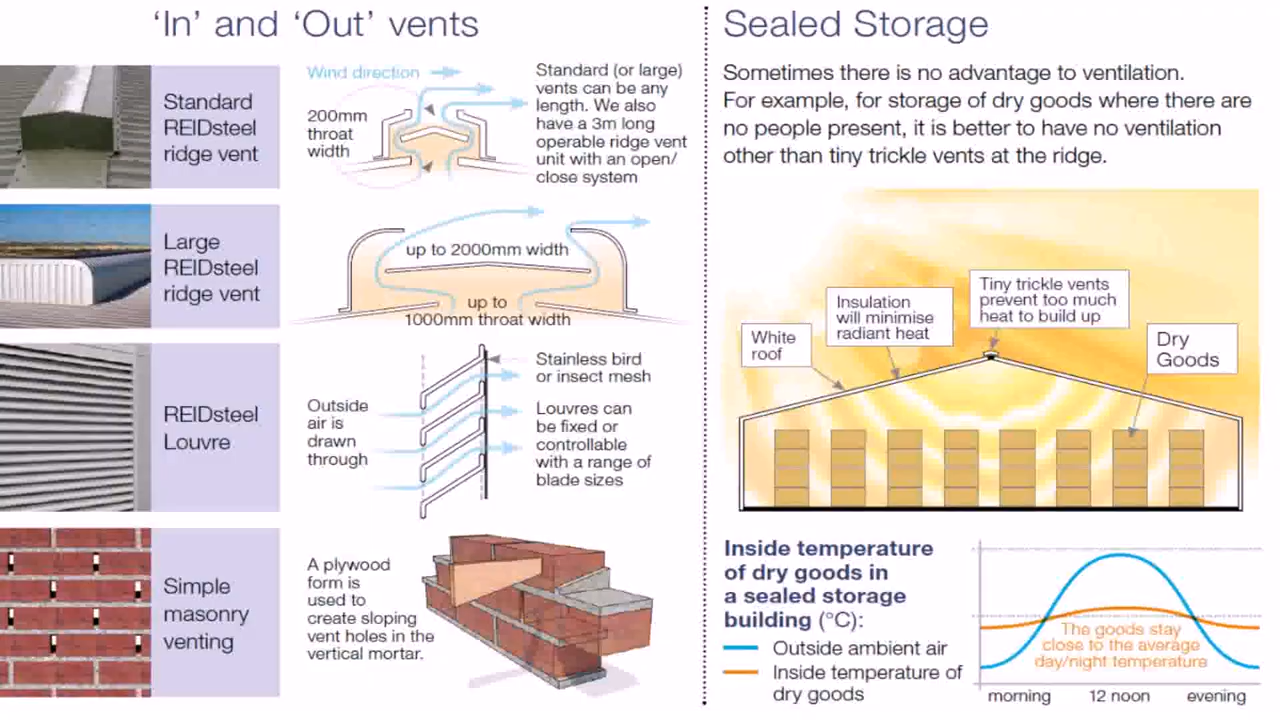 ‘In’ and ‘Out’ vents
Standard
REIDsteel
ridge vent
Wind direction
200mm
throat
width
Standard (or large)
vents can be any
length. We also
have a 3m long
operable ridge vent
unit with an open/
close system
Large
REIDsteel
ridge vent
up to 2000mm width
up to
1000mm throat width
REIDsteel
Louvre
Outside
air is
drawn
through
Stainless bird
or insect mesh
Louvres can
be fixed or
controllable
with a range of
blade sizes
Simple
masonry
venting
A plywood
form is
used to
create sloping
vent holes in the
vertical mortar.
Sealed Storage
Sometimes there is no advantage to ventilation.
For example, for storage of dry goods where there are
no people present, it is better to have no ventilation
other than tiny trickle vents at the ridge.
White
roof
Insulation
will minimise
radiant heat
Tiny trickle vents
prevent too much
heat to build up
Dry
Goods
Inside temperature
of dry goods in
a sealed storage
building (°C):
Outside ambient air
Inside temperature of
dry goods
The goods stay
close to the average
day/night temperature
morning 12 noon evening